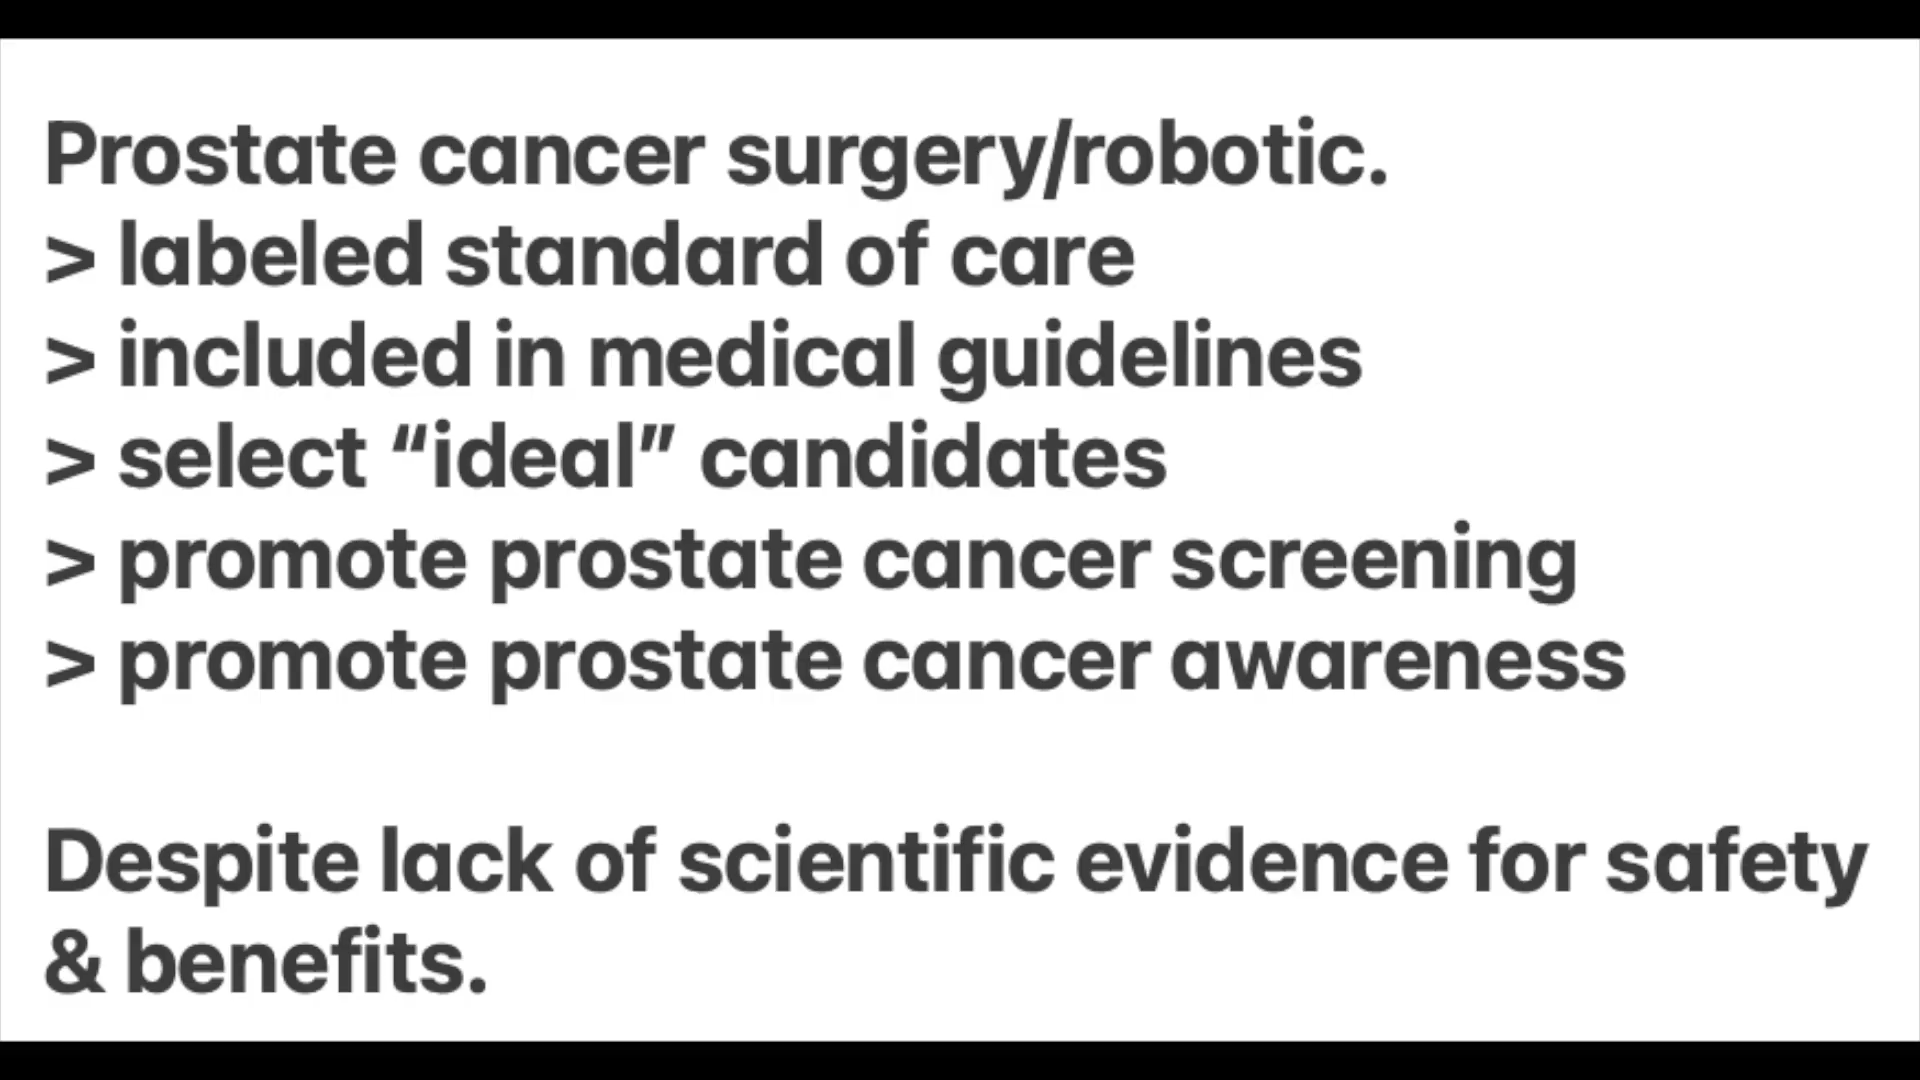 Prostate cancer surgery/robotic.
> labeled standard of care
> included in medical guidelines
> select “ideal” candidates
> promote prostate cancer screening
> promote prostate cancer awareness
Despite lack of scientific evidence for safety
& benefits.